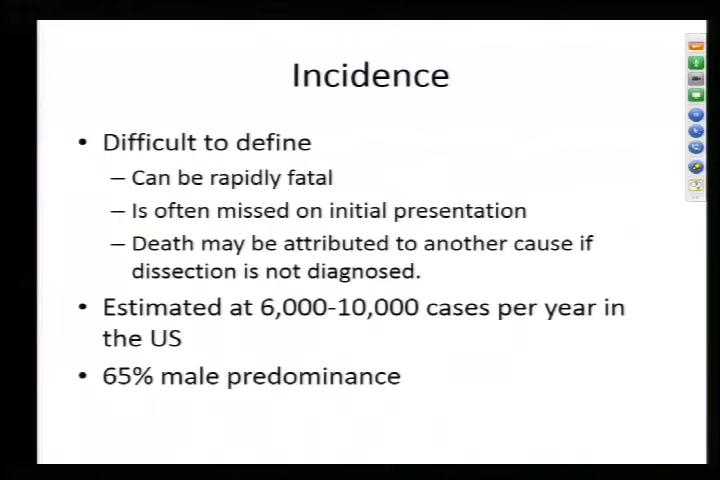 Incidence
• Difficult to define
– Can be rapidly fatal
– Is often missed on initial presentation
– Death may be attributed to another cause if
dissection is not diagnosed.
• Estimated at 6,000-10,000 cases per year in
the US
• 65% male predominance